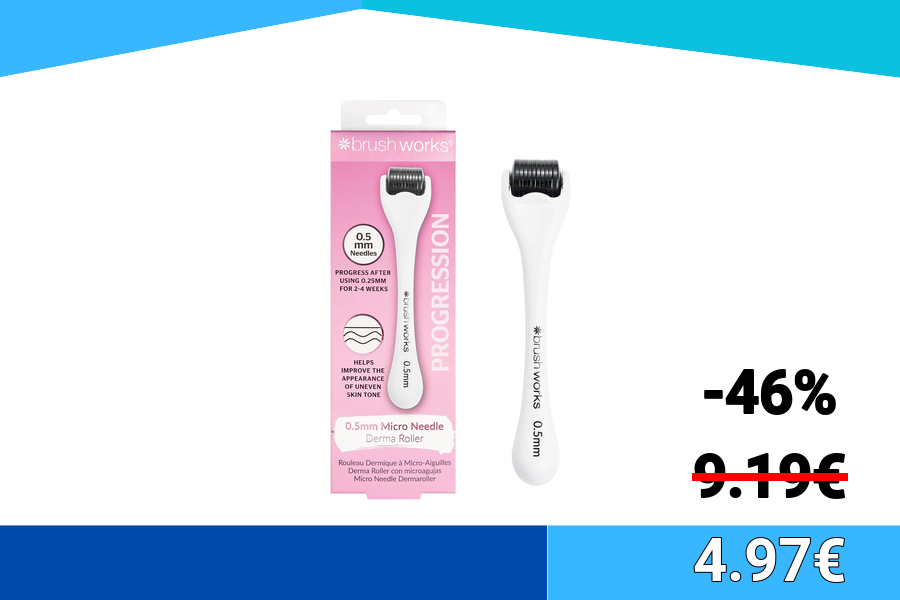 brushworks
0.5
mm
Needles
PROGRESS AFTER
USING 0.25MM
FOR 2-4 WEEKS
HELPS
IMPROVE THE
APPEARANCE
OF UNEVEN
SKIN TONE
PROGRESSION
brushworks 0.5mm
0.5mm Micro Needle
Derma Roller
Rouleau Dermique à Micro-Aiguilles
Derma Roller con microagujas
Micro Needle Dermaroller
brushworks 0.5mm
-46%
9.19€
4.97€